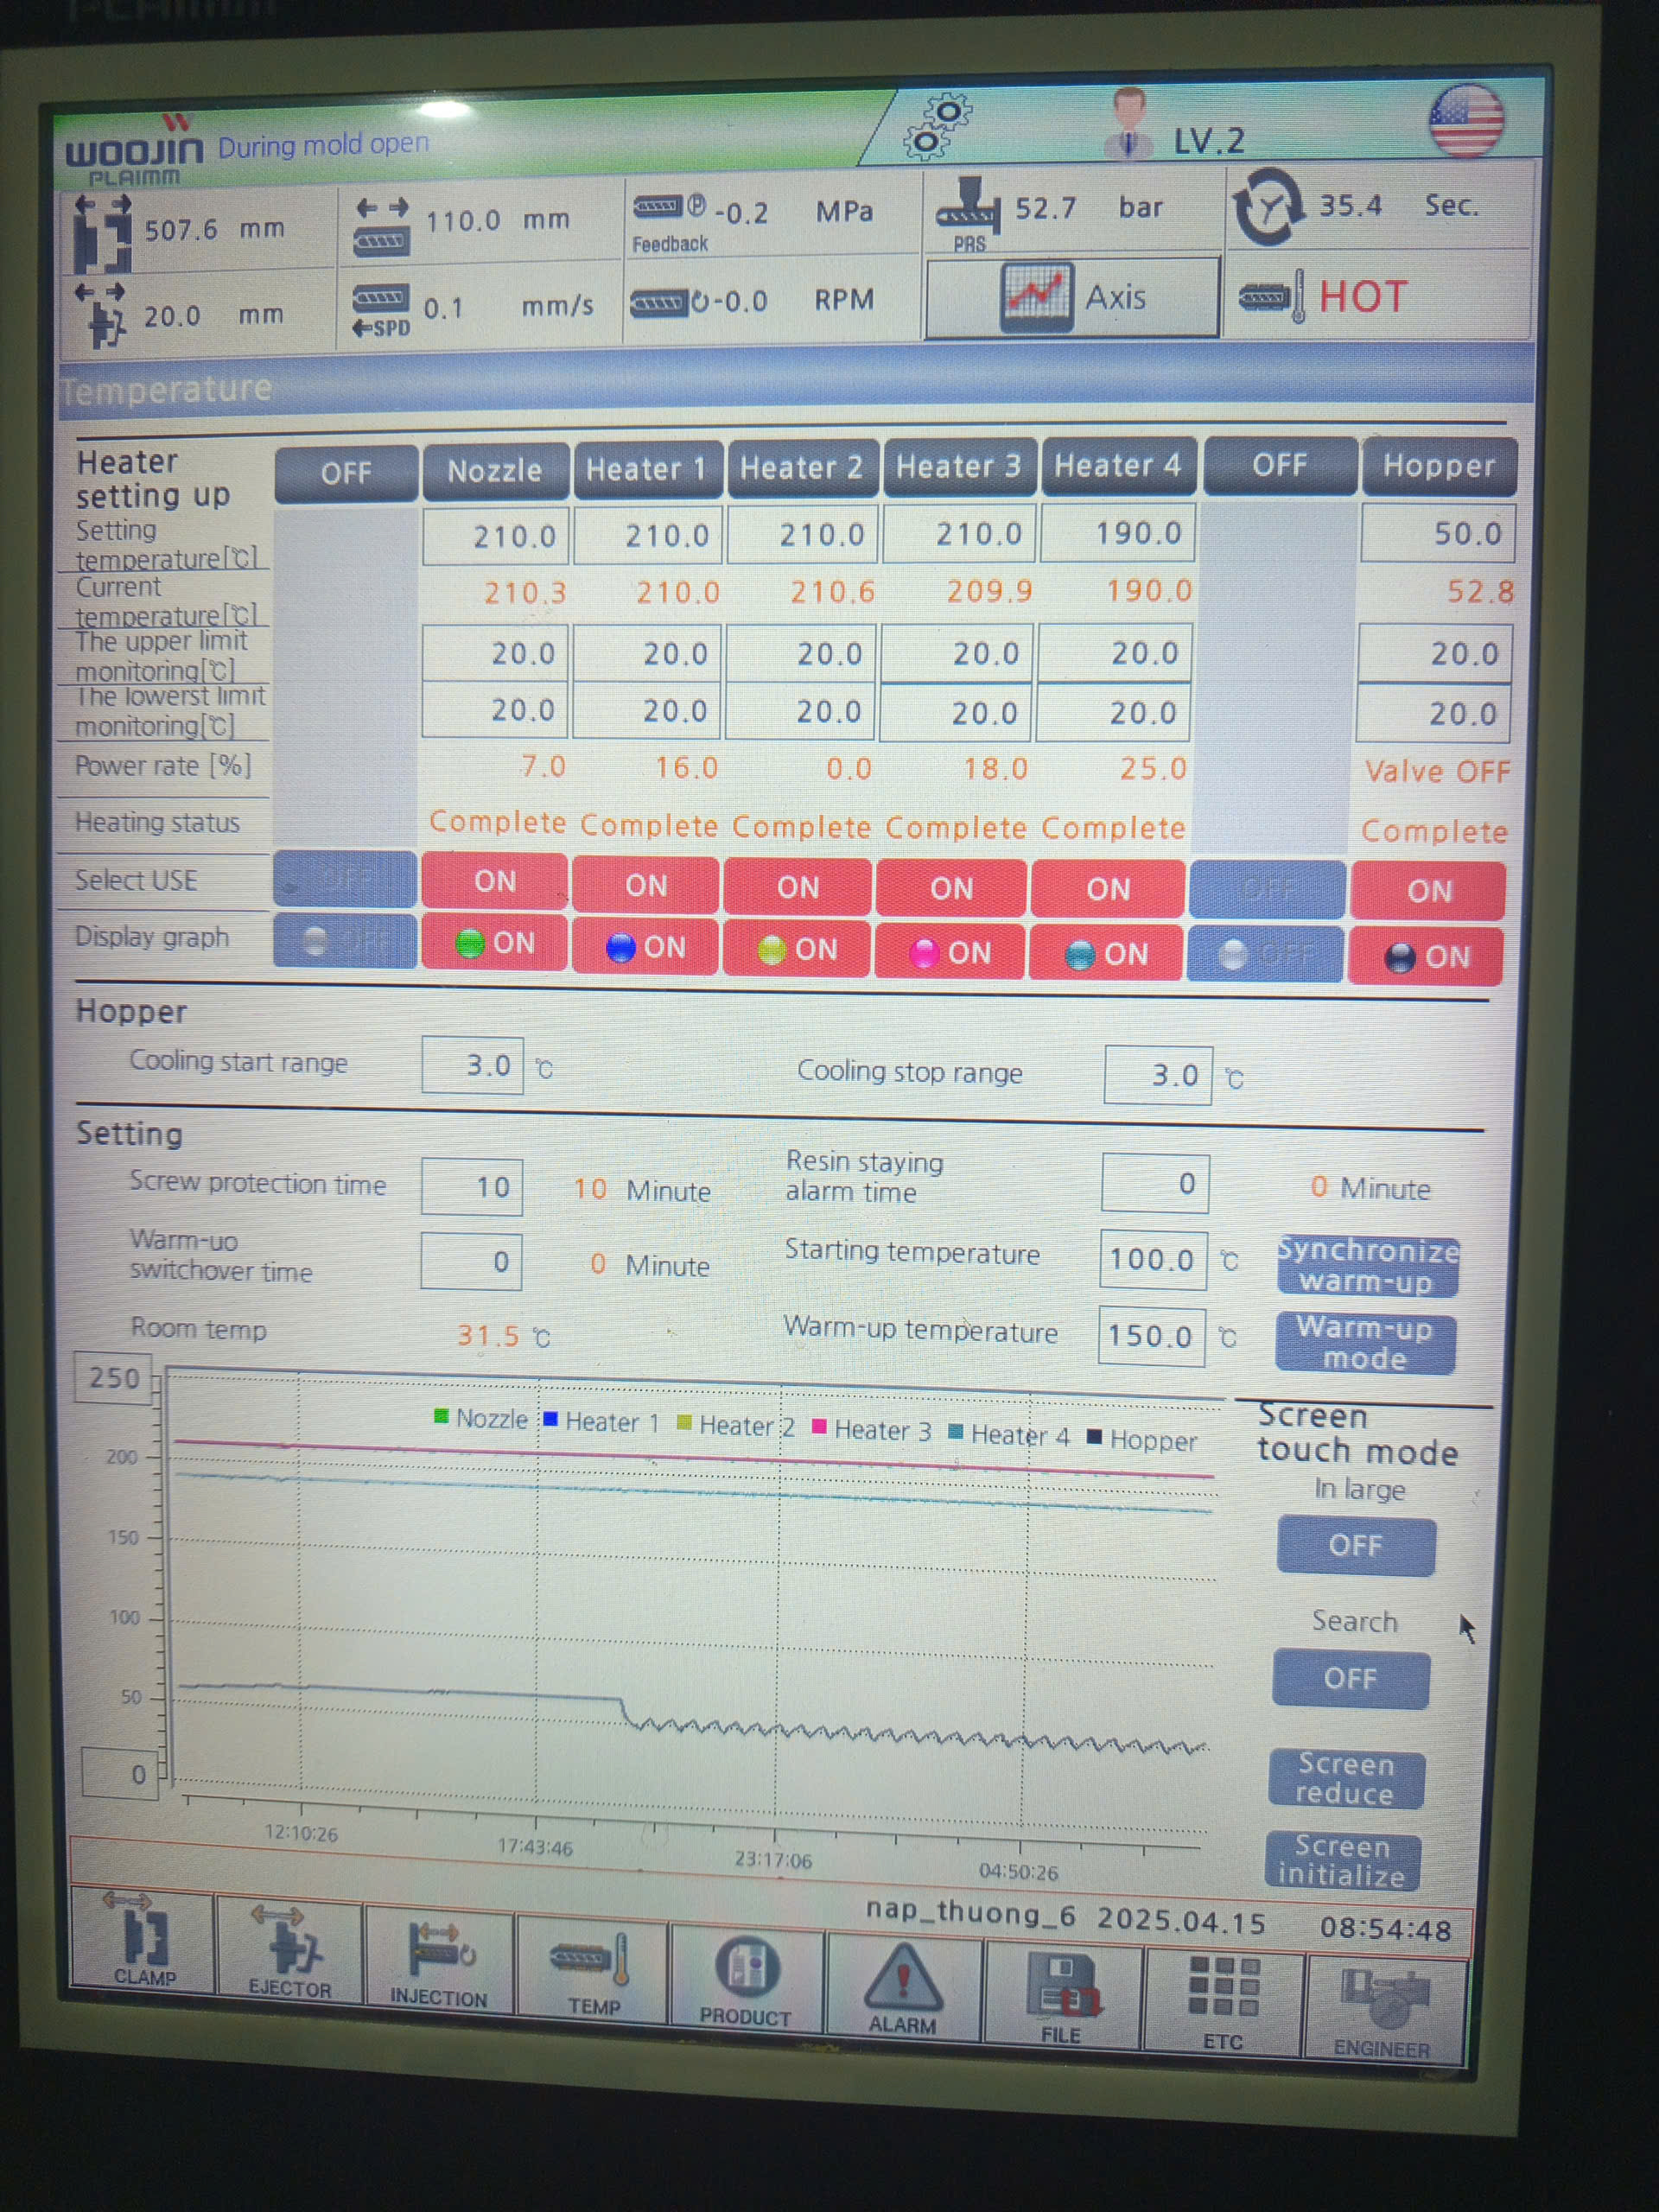 WOOJIN
PLAIMM
During mold open
LV.2
507.6 mm
110.0 mm
-0.2 MPa
Feedback
52.7 bar
PRS
35.4 Sec.
20.0 mm
0.1 mm/s
SPD
-0.0 RPM
Axis
HOT
Temperature
Heater
setting up
OFF Nozzle Heater 1 Heater 2 Heater 3 Heater 4 OFF Hopper
Setting
temperature[℃] 210.0 210.0 210.0 210.0 190.0 50.0
Current
temperature[℃] 210.3 210.0 210.6 209.9 190.0 52.8
The upper limit
monitoring[℃] 20.0 20.0 20.0 20.0 20.0 20.0
The lowerst limit
monitoring[℃] 20.0 20.0 20.0 20.0 20.0 20.0
Power rate [%] 7.0 16.0 0.0 18.0 25.0 Valve OFF
Heating status Complete Complete Complete Complete Complete Complete
Select USE OFF ON ON ON ON ON OFF ON
Display graph OFF ON ON ON ON ON OFF ON
Hopper
Cooling start range 3.0 ℃ Cooling stop range 3.0 ℃
Setting
Screw protection time 10 10 Minute
Resin staying
alarm time 0 0 Minute
Warm-uo
switchover time 0 0 Minute
Starting temperature 100.0 ℃
Synchronize
warm-up
Room temp 31.5 ℃
Warm-up temperature 150.0 ℃
Warm-up
mode
250
200
150
100
50
0
Nozzle Heater 1 Heater 2 Heater 3 Heater 4 Hopper
12:10:26 17:43:46 23:17:06 04:50:26
Screen
touch mode
In large
OFF
Search
OFF
Screen
reduce
Screen
initialize
nap_thuong_6 2025.04.15 08:54:48
CLAMP EJECTOR INJECTION TEMP PRODUCT ALARM FILE ETC ENGINEER